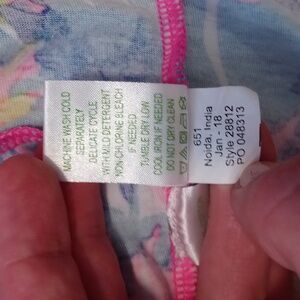 MACHINE WASH COLD
SEPARATELY
DELICATE CYCLE
WITH MILD DETERGENT
NON-CHLORINE BLEACH
IF NEEDED
TUMBLE DRY LOW
COOL IRON IF NEEDED
DO NOT DRY CLEAN
651
Noida, India
Jan - 18
Style 28812
PO 048313